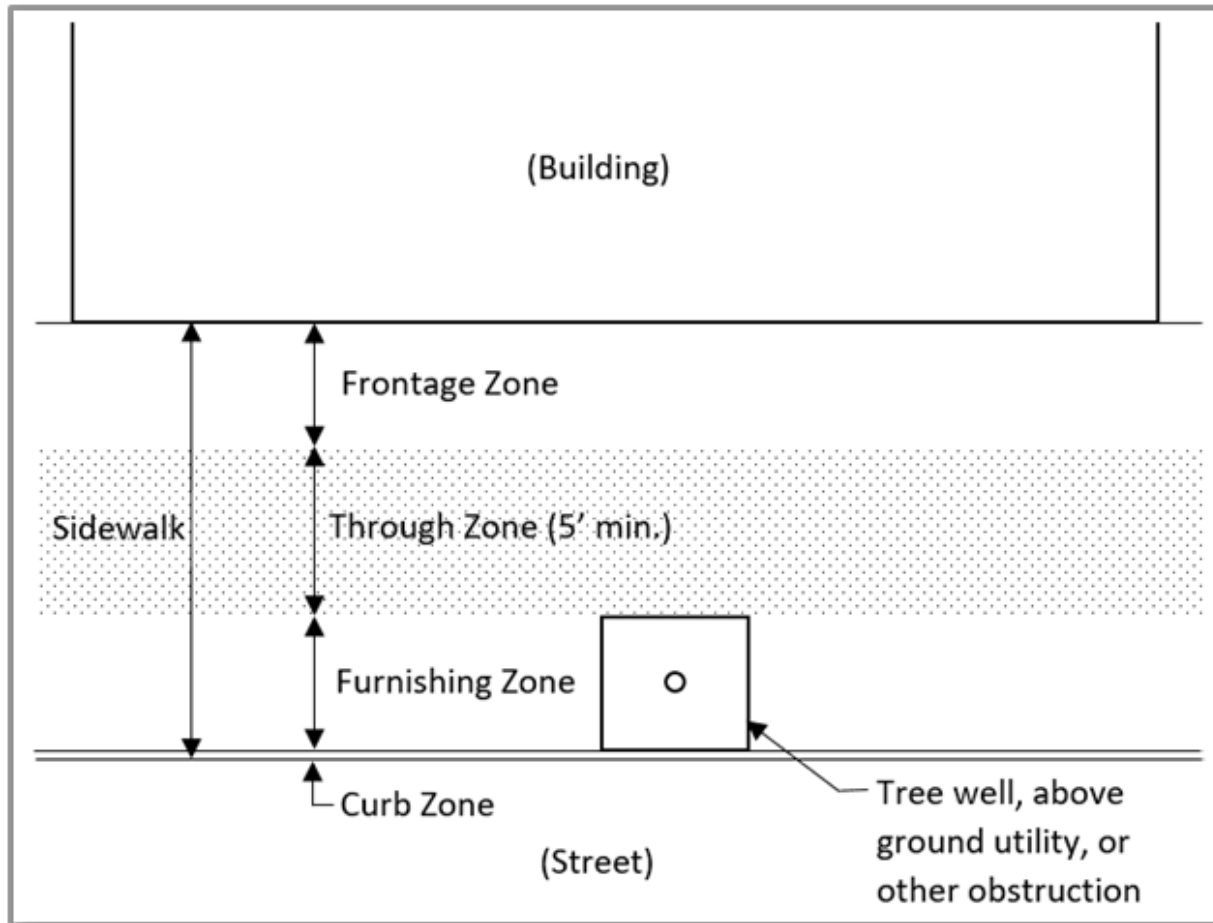 (Building)
Frontage Zone
Sidewalk
Through Zone (5’ min.)
Furnishing Zone
Curb Zone
Tree well, above
ground utility, or
other obstruction
(Street)